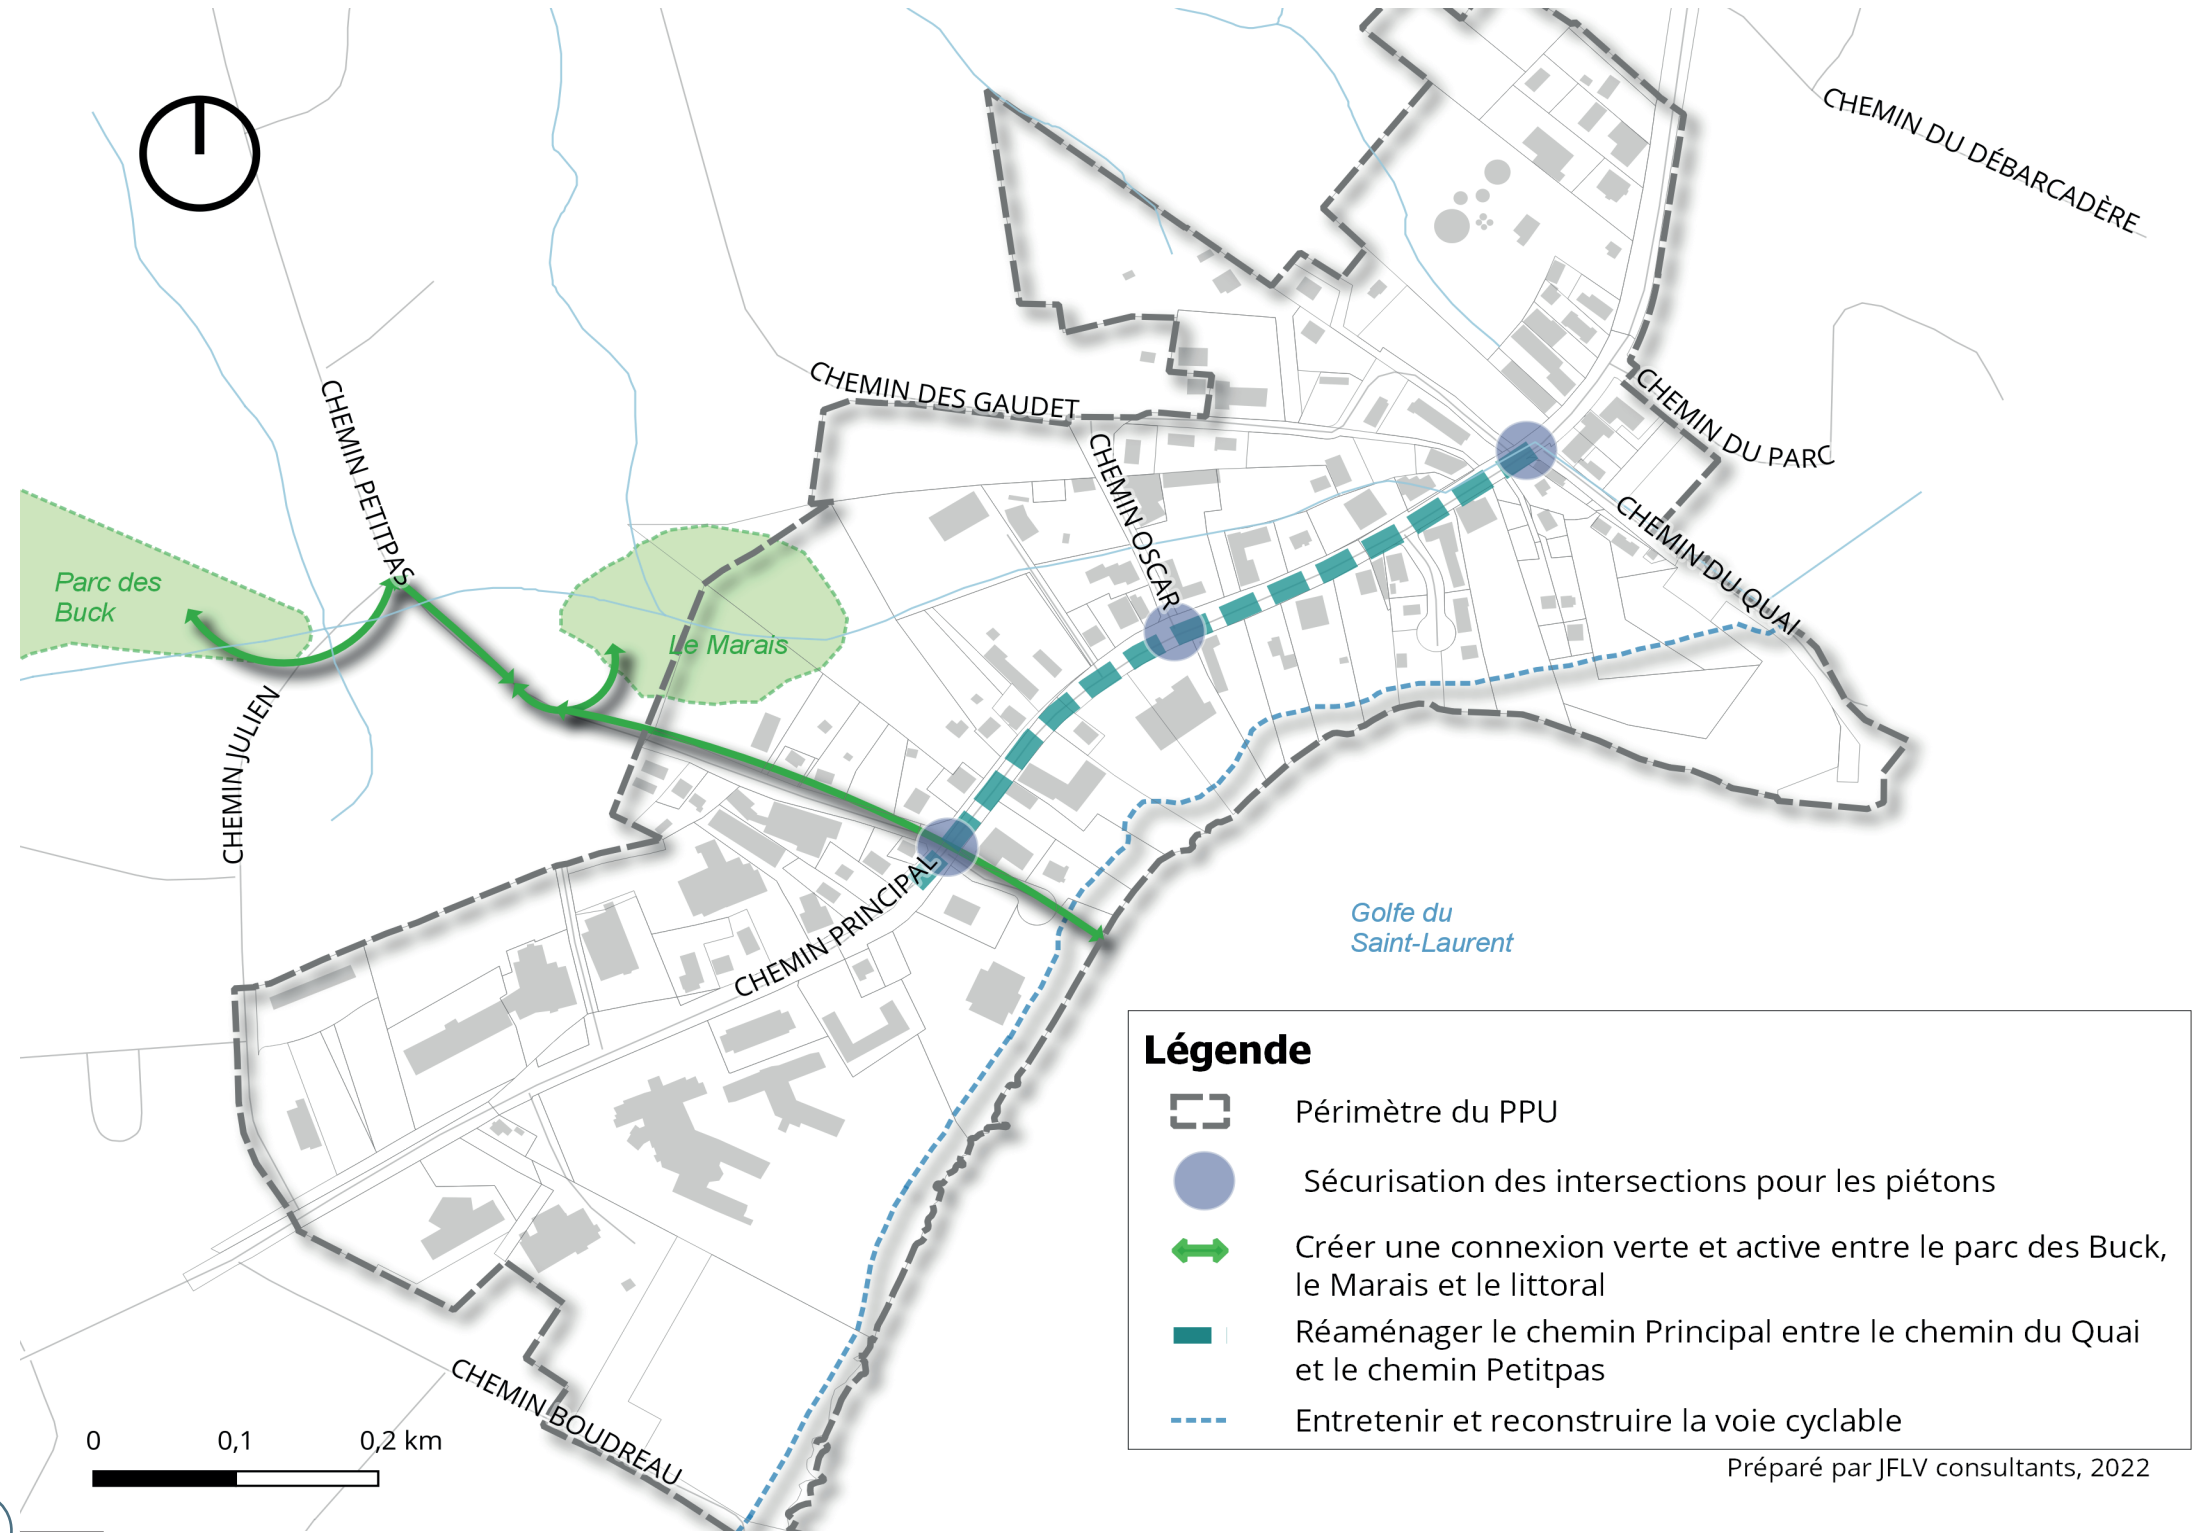 CHEMIN DU DÉBARCADÈRE
CHEMIN PETITPAS
CHEMIN DES GAUDET
CHEMIN DU PARC
CHEMIN OSCAR
CHEMIN DU QUAI
Parc des
Buck
Le Marais
CHEMIN JULIEN
CHEMIN PRINCIPAL
Golfe du
Saint-Laurent
CHEMIN BOUDREAU
0 0,1 0,2 km
Légende
Périmètre du PPU
Sécurisation des intersections pour les piétons
Créer une connexion verte et active entre le parc des Buck,
le Marais et le littoral
Réaménager le chemin Principal entre le chemin du Quai
et le chemin Petitpas
Entretenir et reconstruire la voie cyclable
Préparé par JFLV consultants, 2022